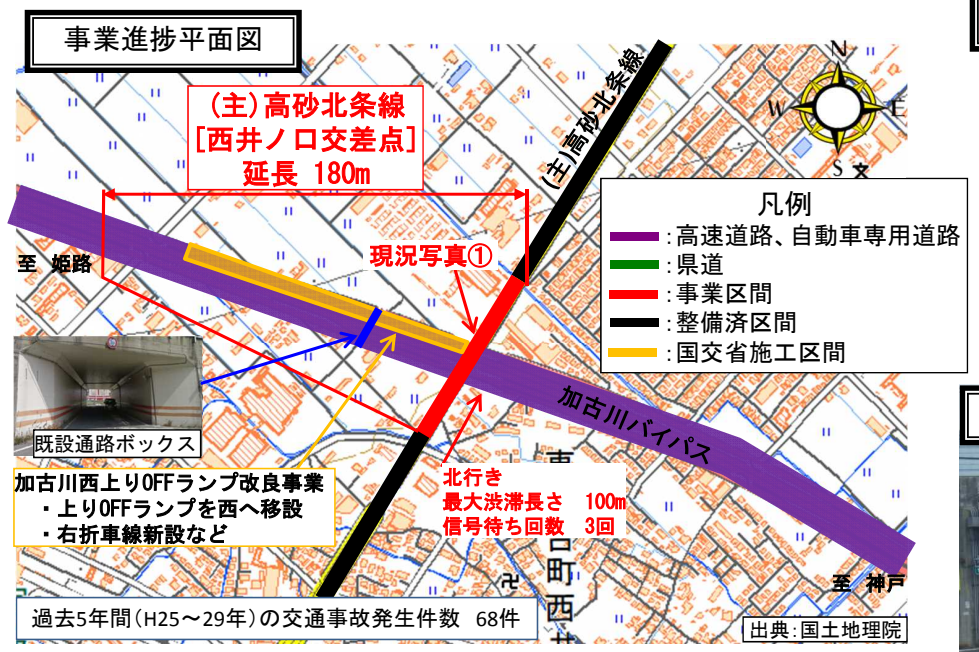 事業進捗平面図
(主)高砂北条線
[西井ノ口交差点]
延長 180m
(主)高砂北条線
N
W
E
S
凡例
:高速道路、自動車専用道路
:県道
:事業区間
:整備済区間
:国交省施工区間
至 姫路
現況写真①
既設通路ボックス
加古川バイパス
加古川西上りOFFランプ改良事業
・上りOFFランプを西へ移設
・右折車線新設など
北行き
最大渋滞長さ 100m
信号待ち回数 3回
町西
至 神戸
過去5年間(H25~29年)の交通事故発生件数 68件
出典:国土地理院